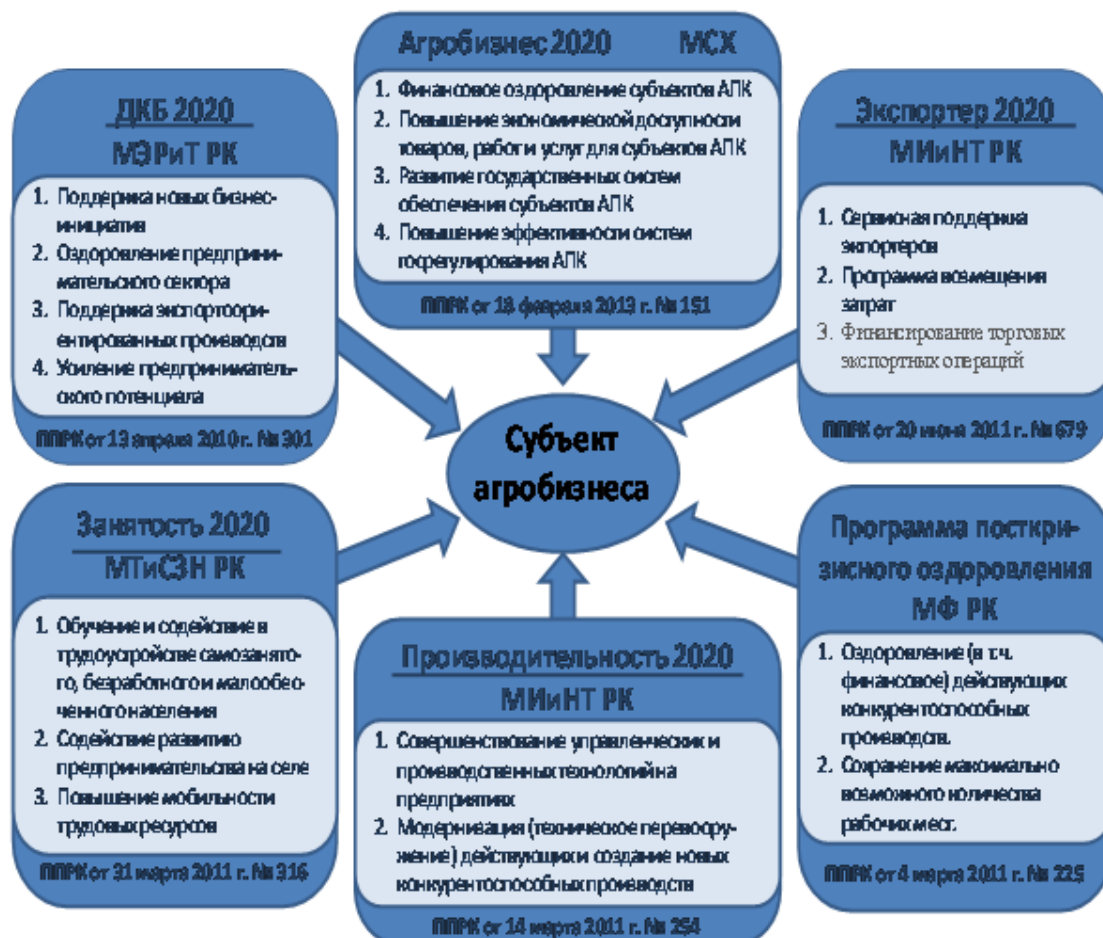 Агробизнес 2020 МСХ
1. Финансовое оздоровление субъектов АПК
2. Повышение экономической доступности
товаров, работ и услуг для субъектов АПК
3. Развитие государственных систем
обеспечения субъектов АПК
4. Повышение эффективности систем
госрегулирования АПК
ППРК от 18 февраля 2013 г. № 151
ДКБ 2020
МЭРиТ РК
1. Поддержка новых бизнес-
инициатив
2. Оздоровление предприни-
мательского сектора
3. Поддержка экспортоори-
ентированных производств
4. Усиление предприниматель-
ского потенциала
ППРК от 13 апреля 2010 г. № 301
Экспортер 2020
МИиНТ РК
1. Сервисная поддержка
экпортеров
2. Программа возмещения
затрат
3. Финансирование торговых
экспортных операций
ППРК от 20 июня 2011 г. № 679
Субъект
агробизнеса
Занятость 2020
МТиСЗН РК
1. Обучение и содействие в
трудоустройстве самозанято-
го, безработного и малообес-
ченного населения
2. Содействие развитию
предпринимательства на селе
3. Повышение мобильности
трудовых ресурсов
ППРК от 31 марта 2011 г. № 316
Производительность 2020
МИиНТ РК
1. Совершенствование управленческих и
производственных технологий на
предприятиях
2. Модернизация (техническое перевоору-
жение) действующих и создание новых
конкурентоспособных производств
ППРК от 14 марта 2011 г. № 254
Программа посткри-
зисного оздоровления
МФ РК
1. Оздоровление (в т.ч.
финансовое) действующих
конкурентоспособных
производств.
2. Сохранение максимально
возможного количества
рабочих мест.
ППРК от 4 марта 2011 г. № 225